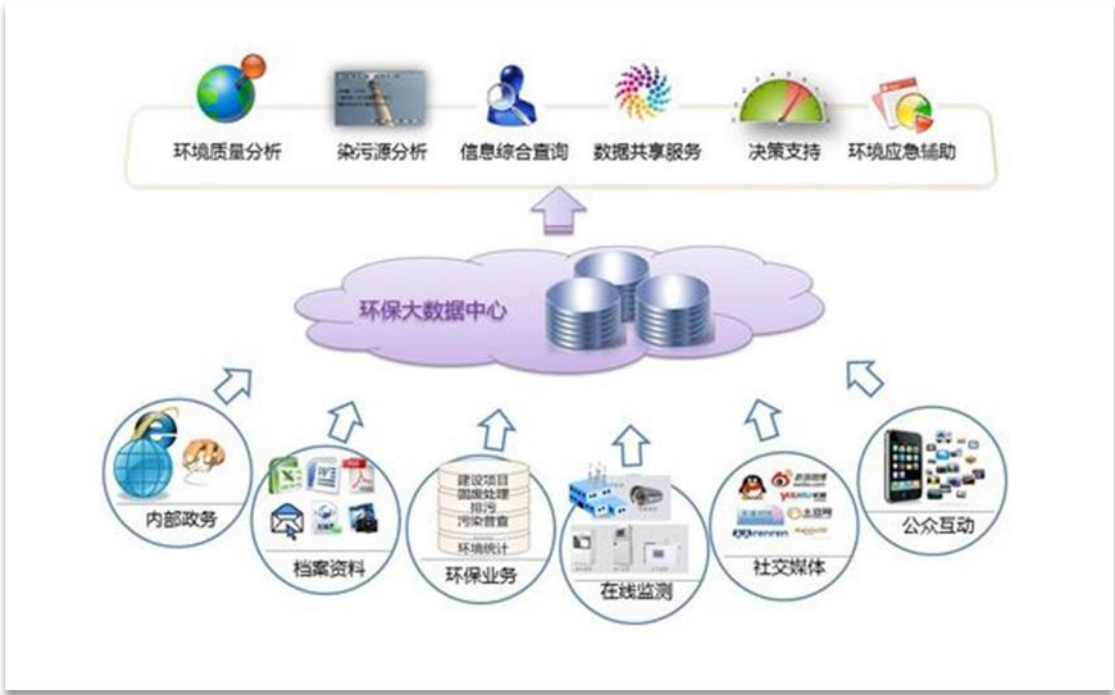 环境质量分析
染污源分析
信息综合查询
数据共享服务
决策支持
环境应急辅助
环保大数据中心
内部政务
档案资料
建设项目
固废处理
排污
污染普查
环境统计
环保业务
在线监测
renren
社交媒体
公众互动